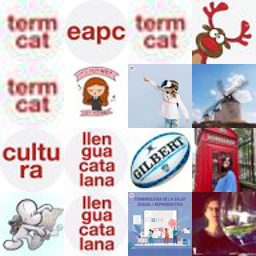 term
cat
eapc
term
cat
term
cat
cultu
ra
llen
gua
cata
lana
GILBERT
llen
gua
cata
lana
TERMINOLOGIA DE LA SALUT
SEXUAL I REPRODUCTIVA